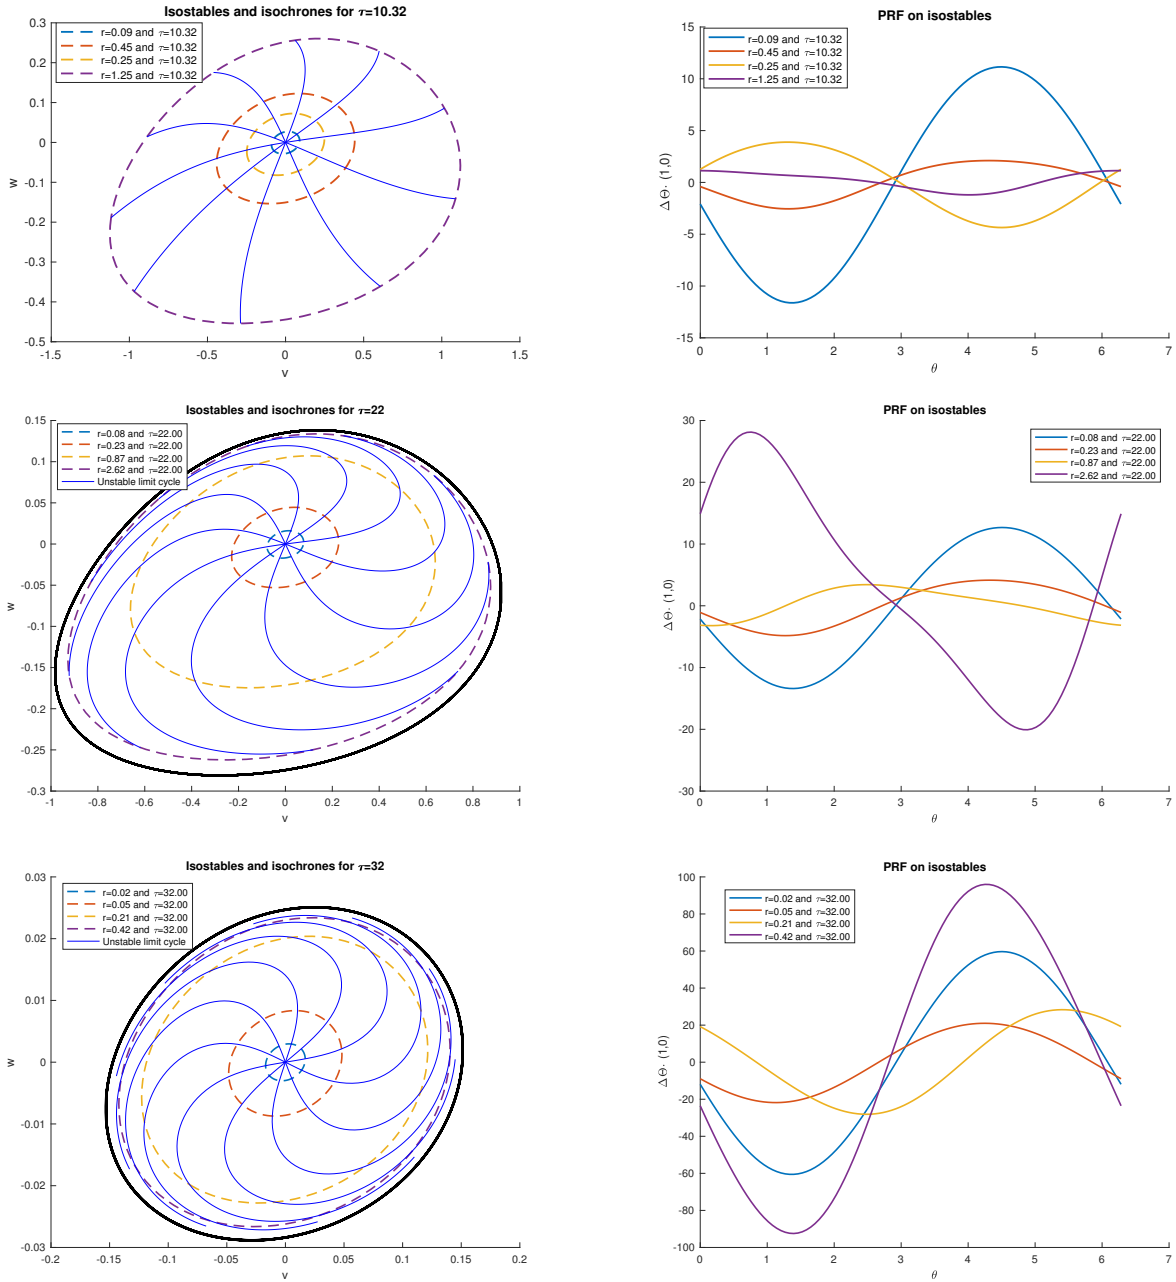 Isostables and isochrones for τ=10.32
r=0.09 and τ=10.32
r=0.45 and τ=10.32
r=0.25 and τ=10.32
r=1.25 and τ=10.32
0.3
0.2
0.1
0
-0.1
-0.2
-0.3
-0.4
-0.5
w
-1.5
-1
-0.5
0
0.5
1
1.5
v
PRF on isostables
r=0.09 and τ=10.32
r=0.45 and τ=10.32
r=0.25 and τ=10.32
r=1.25 and τ=10.32
15
10
5
0
-5
-10
-15
Δ Θ· (1,0)
0
1
2
3
4
5
6
7
θ
Isostables and isochrones for τ=22
r=0.08 and τ=22.00
r=0.23 and τ=22.00
r=0.87 and τ=22.00
r=2.62 and τ=22.00
Unstable limit cycle
0.15
0.1
0.05
0
-0.05
-0.1
-0.15
-0.2
-0.25
-0.3
w
-1
-0.8
-0.6
-0.4
-0.2
0
0.2
0.4
0.6
0.8
1
v
PRF on isostables
r=0.08 and τ=22.00
r=0.23 and τ=22.00
r=0.87 and τ=22.00
r=2.62 and τ=22.00
30
20
10
0
-10
-20
-30
Δ Θ· (1,0)
0
1
2
3
4
5
6
7
θ
Isostables and isochrones for τ=32
r=0.02 and τ=32.00
r=0.05 and τ=32.00
r=0.21 and τ=32.00
r=0.42 and τ=32.00
Unstable limit cycle
0.03
0.02
0.01
0
-0.01
-0.02
-0.03
w
-0.2
-0.15
-0.1
-0.05
0
0.05
0.1
0.15
0.2
v
PRF on isostables
r=0.02 and τ=32.00
r=0.05 and τ=32.00
r=0.21 and τ=32.00
r=0.42 and τ=32.00
100
80
60
40
20
0
-20
-40
-60
-80
-100
Δ Θ· (1,0)
0
1
2
3
4
5
6
7
θ